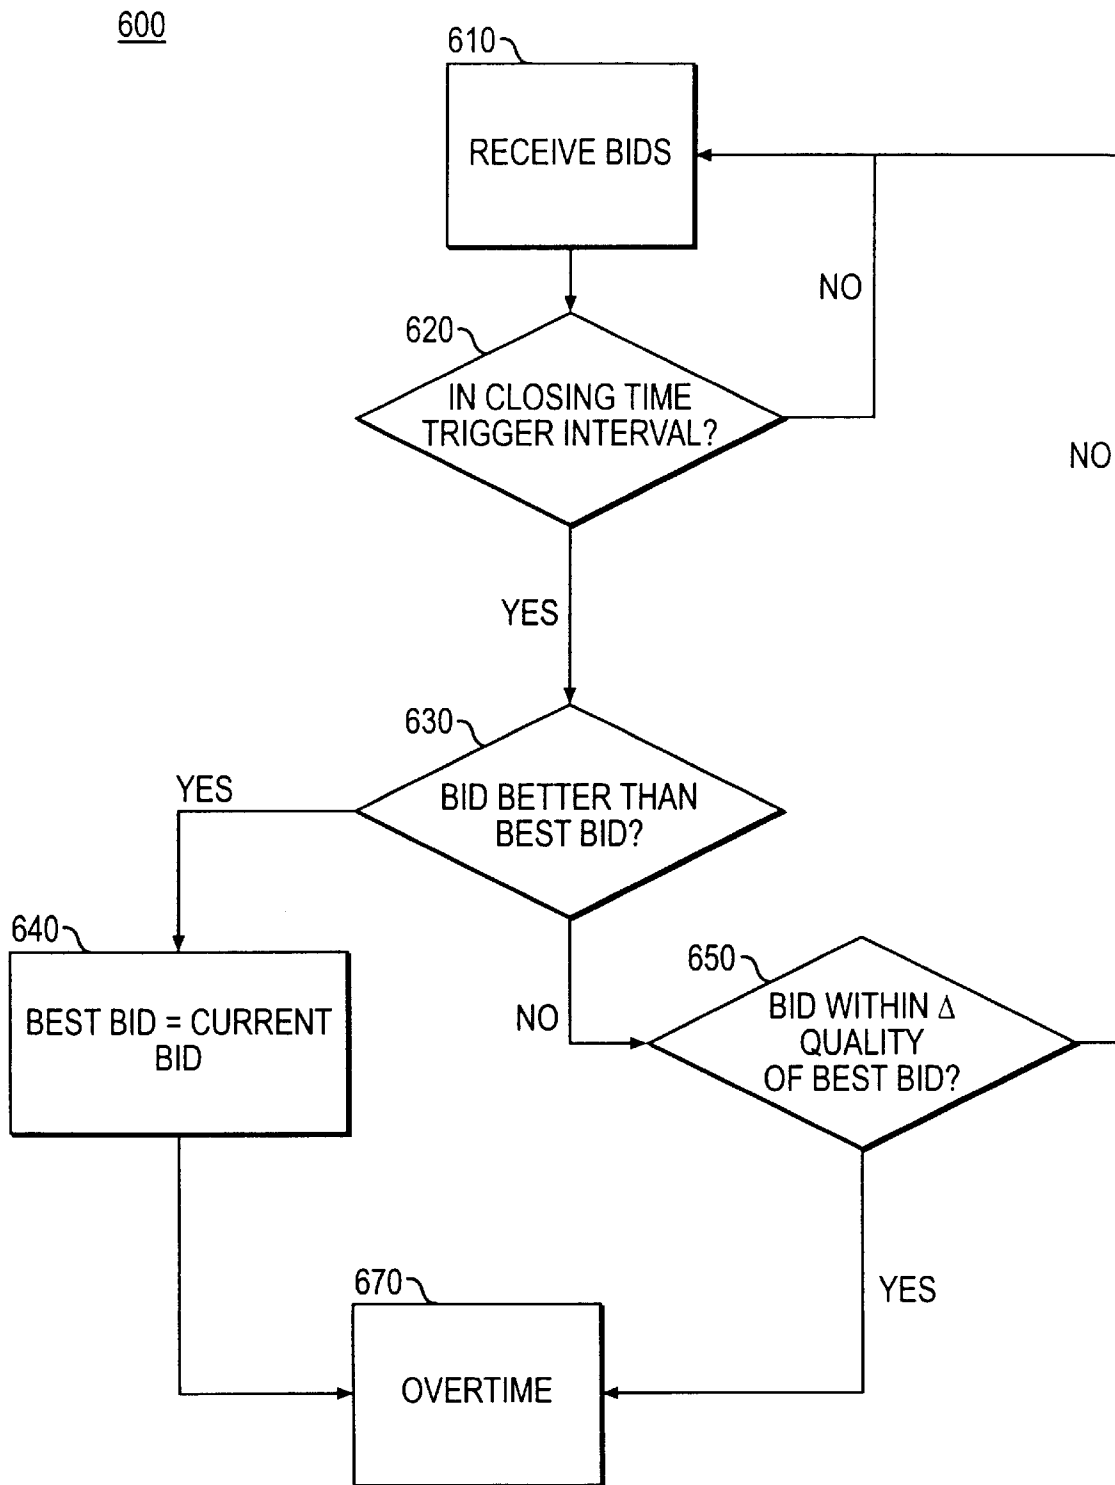 600
610
RECEIVE BIDS
NO
620
IN CLOSING TIME
TRIGGER INTERVAL?
NO
YES
630
YES
BID BETTER THAN
BEST BID?
640
650
BEST BID = CURRENT
BID
NO
BID WITHIN Δ
QUALITY
OF BEST BID?
670
YES
OVERTIME